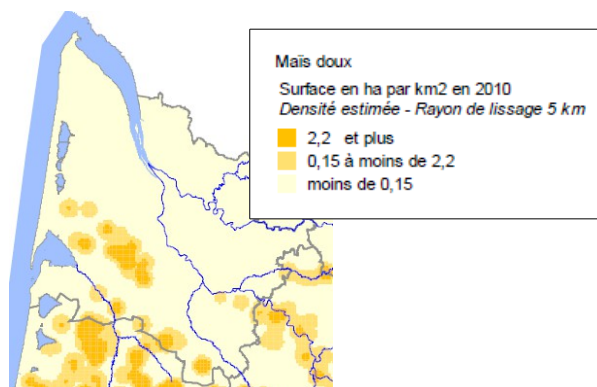 Maïs doux
Surface en ha par km2 en 2010
Densité estimée - Rayon de lissage 5 km
2,2 et plus
0,15 à moins de 2,2
moins de 0,15